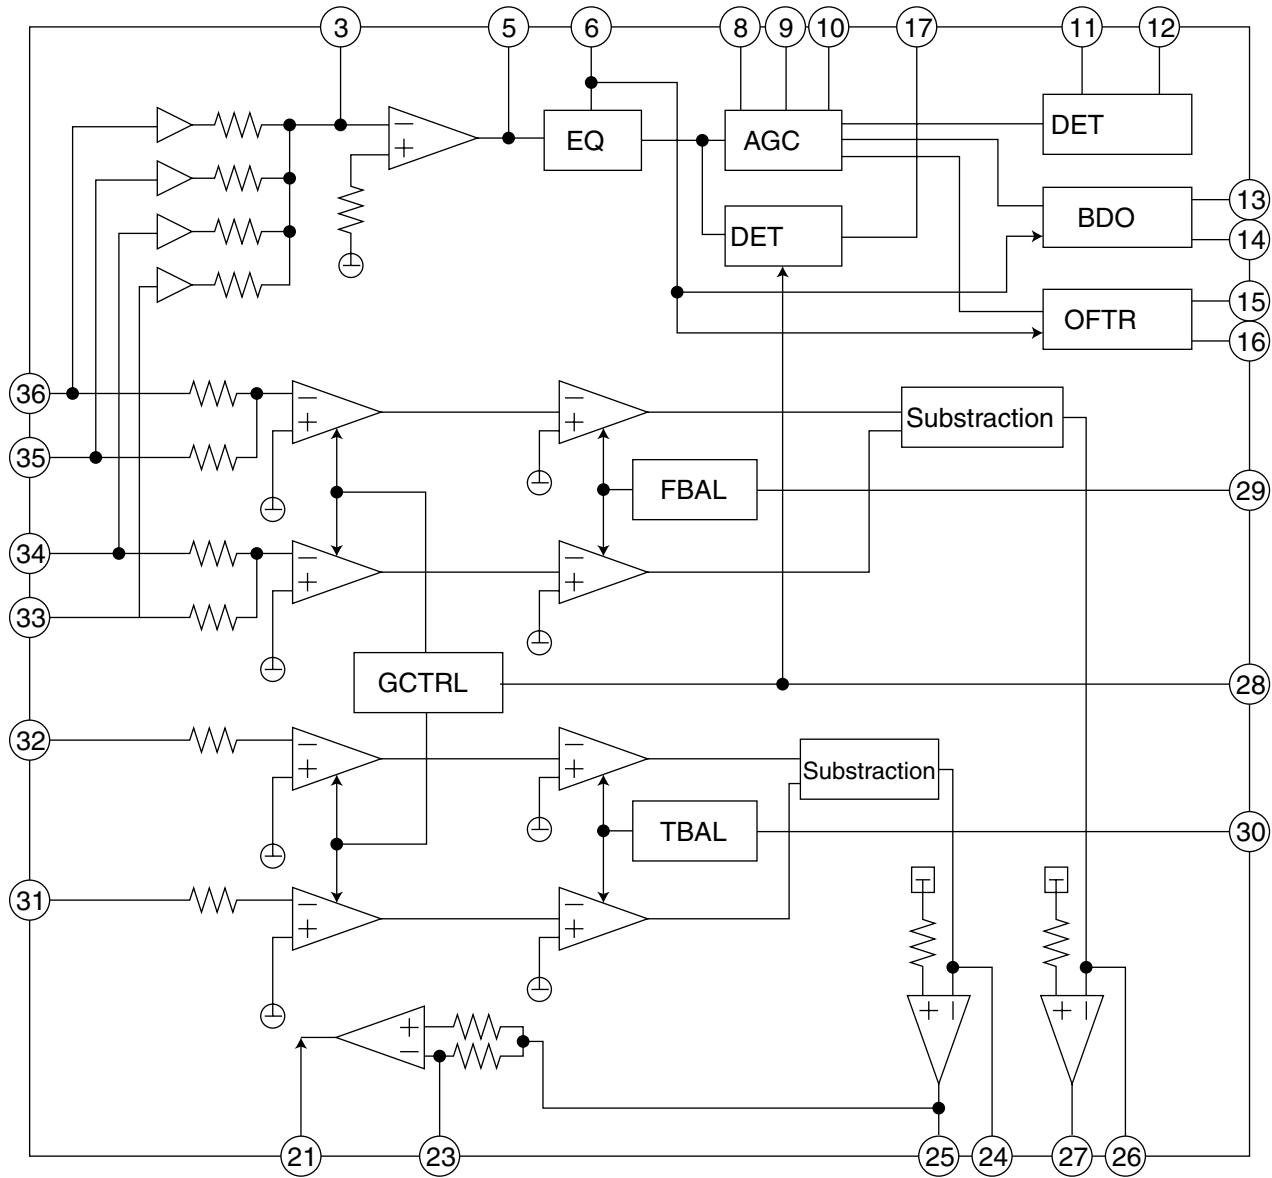 3 5 6 8 9 10 17 11 12
− + EQ AGC DET
13
DET BDO
14
15
OFTR
16
36 − + − + Substraction
35
FBAL 29
34 − + − +
33
GCTRL 28
32 − + − + Substraction
TBAL 30
31 − + − +
+ − + − + −
21 23 25 24 27 26